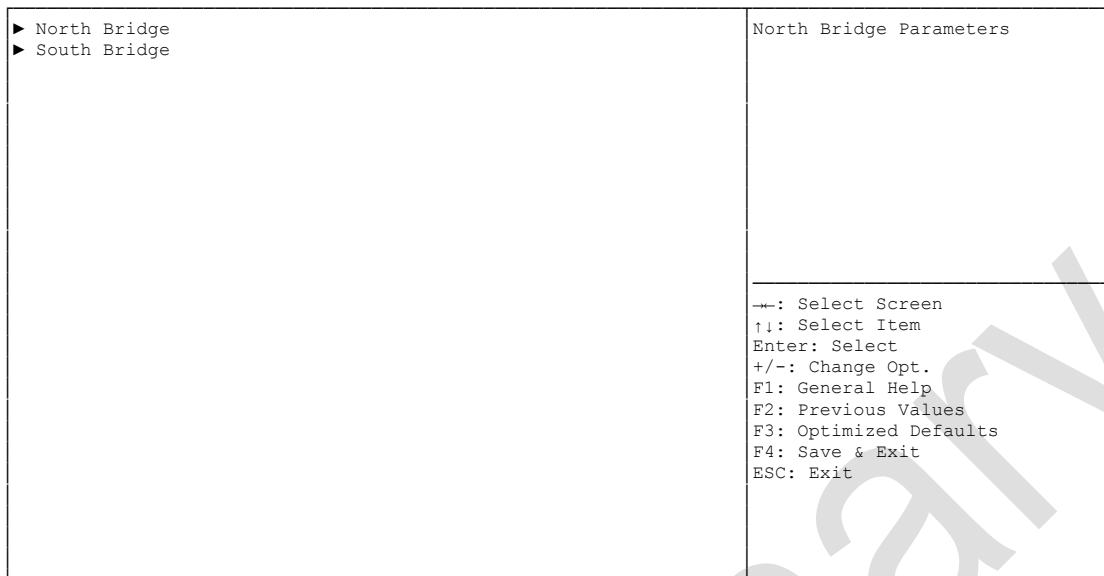 ► North Bridge
► South Bridge
North Bridge Parameters
→←: Select Screen
↑↓: Select Item
Enter: Select
+/-: Change Opt.
F1: General Help
F2: Previous Values
F3: Optimized Defaults
F4: Save & Exit
ESC: Exit